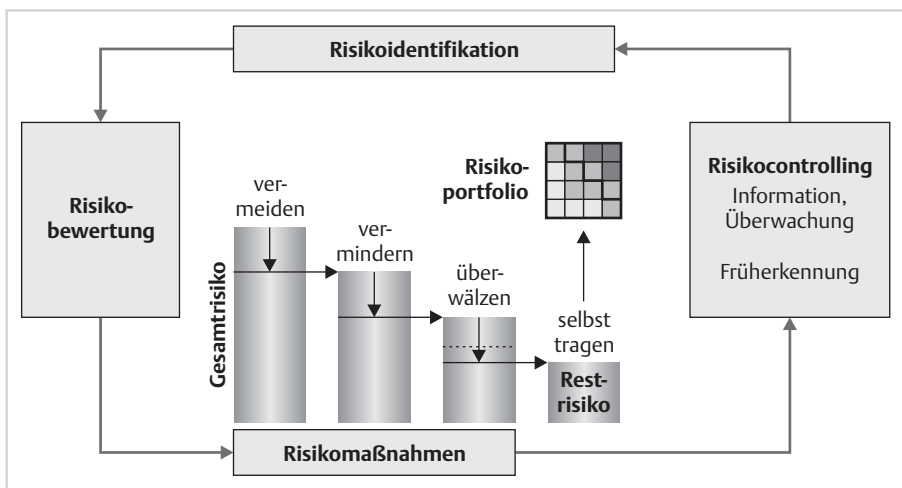 Risikoidentifikation
Risiko-
bewertung
Gesamtrisiko
ver-
meiden
ver-
mindern
über-
wälzen
selbst
tragen
Rest-
risiko
Risiko-
portfolio
Risikocontrolling
Information,
Überwachung
Früherkennung
Risikomaßnahmen